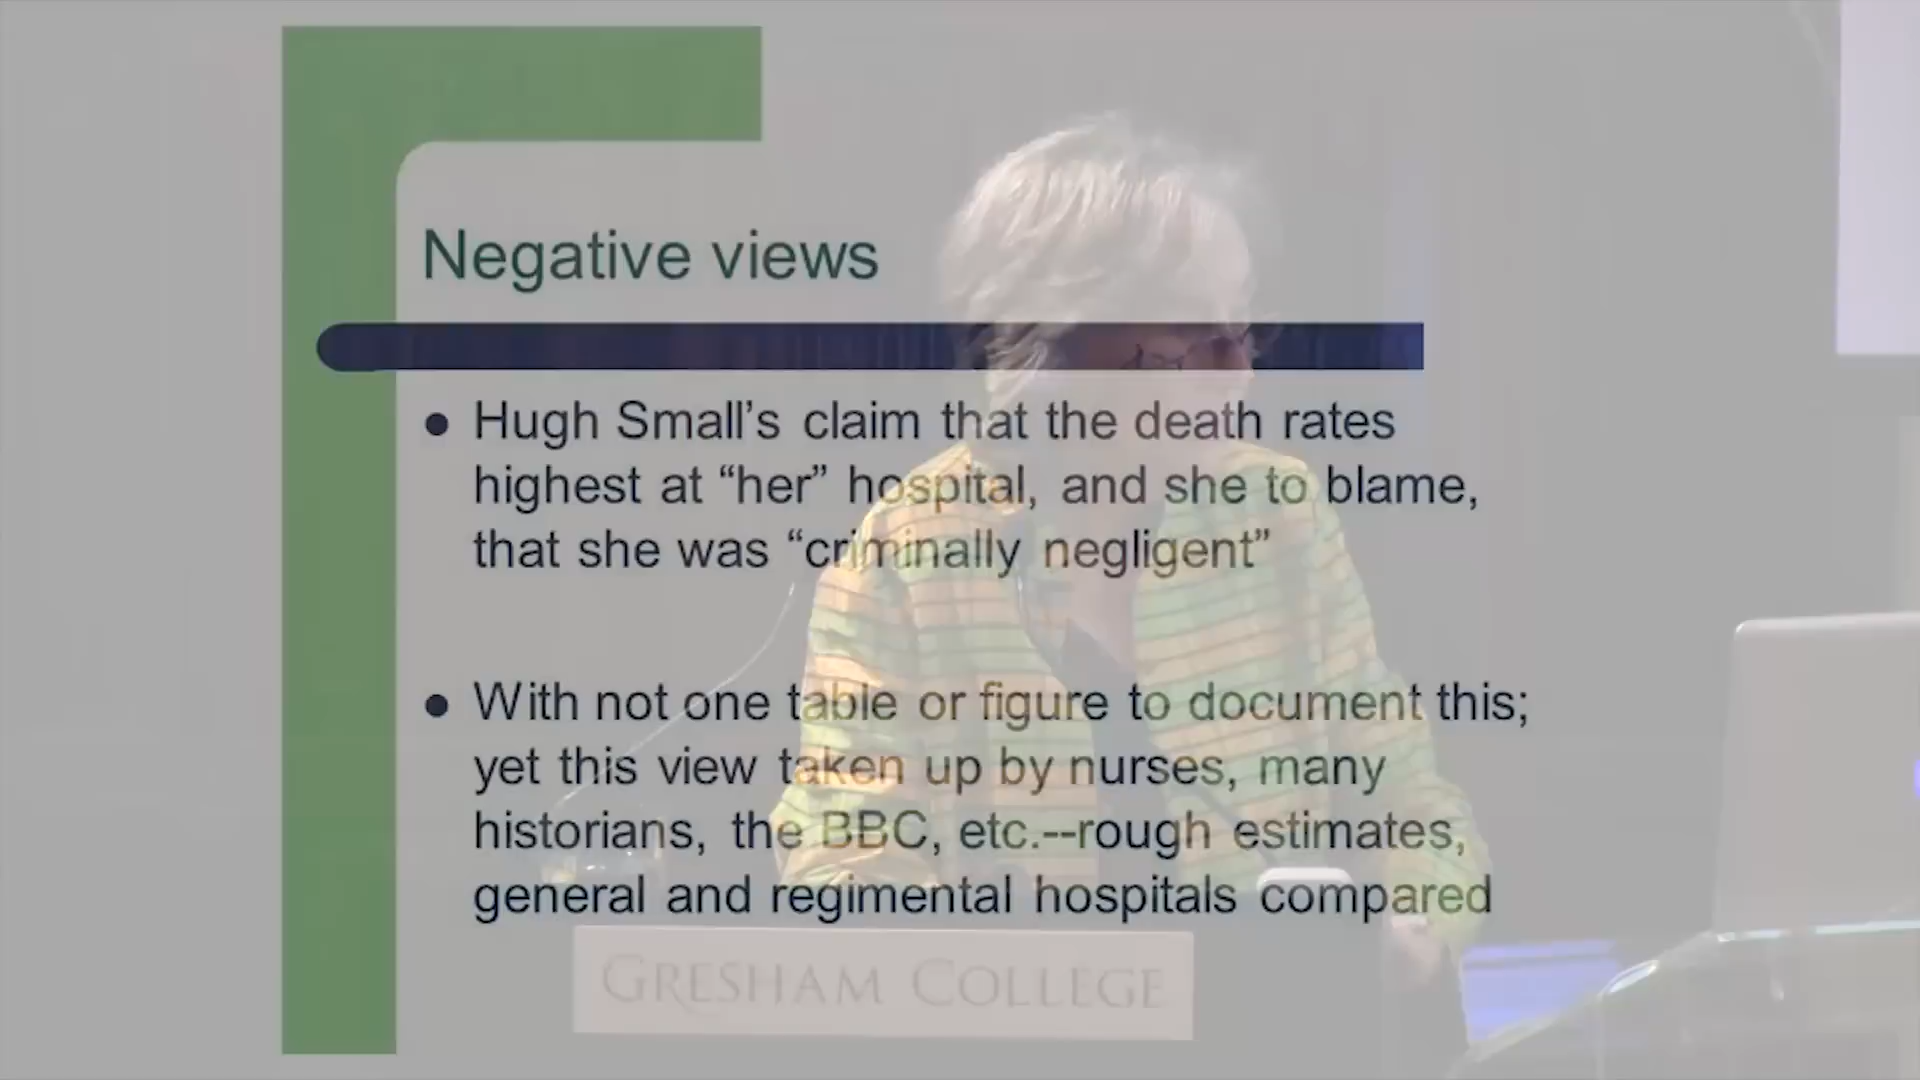 Negative views
● Hugh Small’s claim that the death rates
highest at “her” hospital, and she to blame,
that she was “criminally negligent”
● With not one table or figure to document this;
yet this view taken up by nurses, many
historians, the BBC, etc.--rough estimates,
general and regimental hospitals compared
GRESHAM COLLEGE